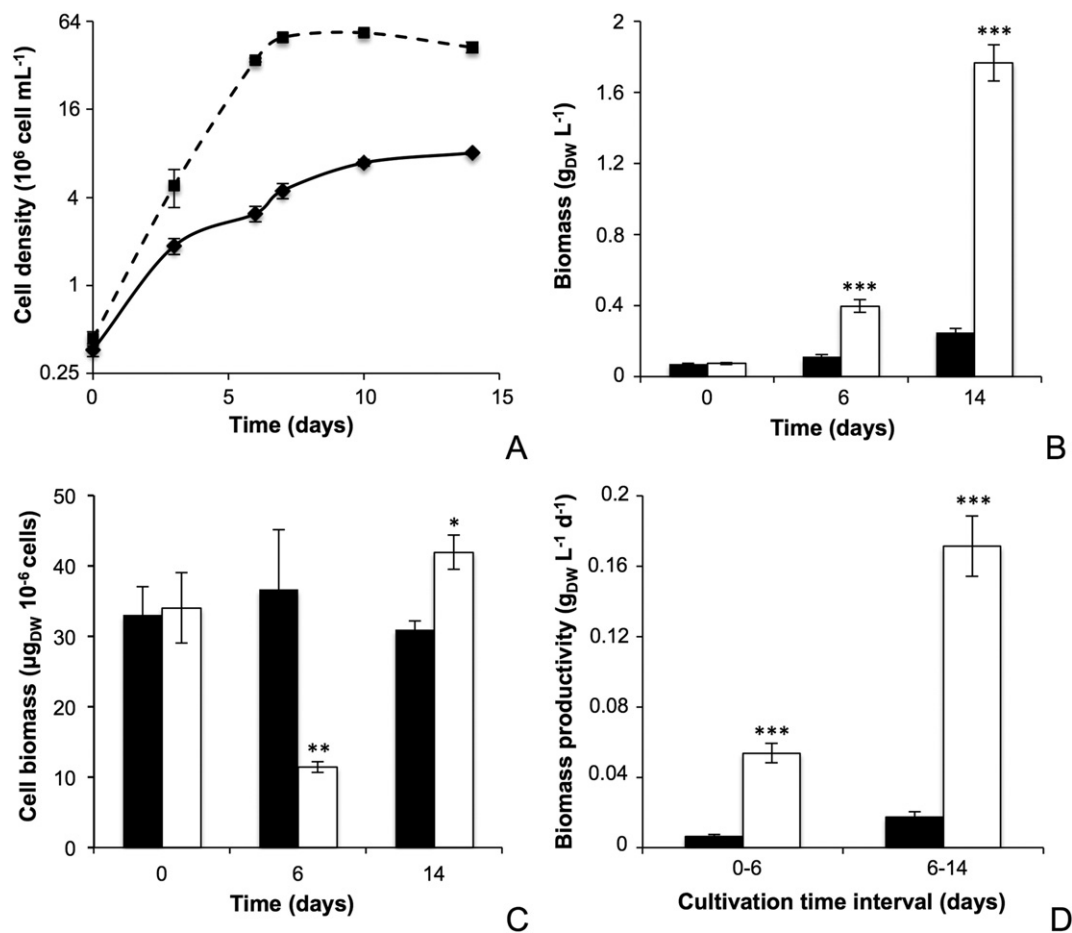 64
16
4
1
0.25
Cell density (10⁶ cell mL⁻¹)
0 5 10 15
Time (days)
A
2
1.6
1.2
0.8
0.4
0
Biomass (g_DW L⁻¹)
***
***
0 6 14
Time (days)
B
50
40
30
20
10
0
Cell biomass (µg_DW 10⁻⁶ cells)
**
*
0 6 14
Time (days)
C
0.2
0.16
0.12
0.08
0.04
0
Biomass productivity (g_DW L⁻¹ d⁻¹)
***
***
0-6 6-14
Cultivation time interval (days)
D